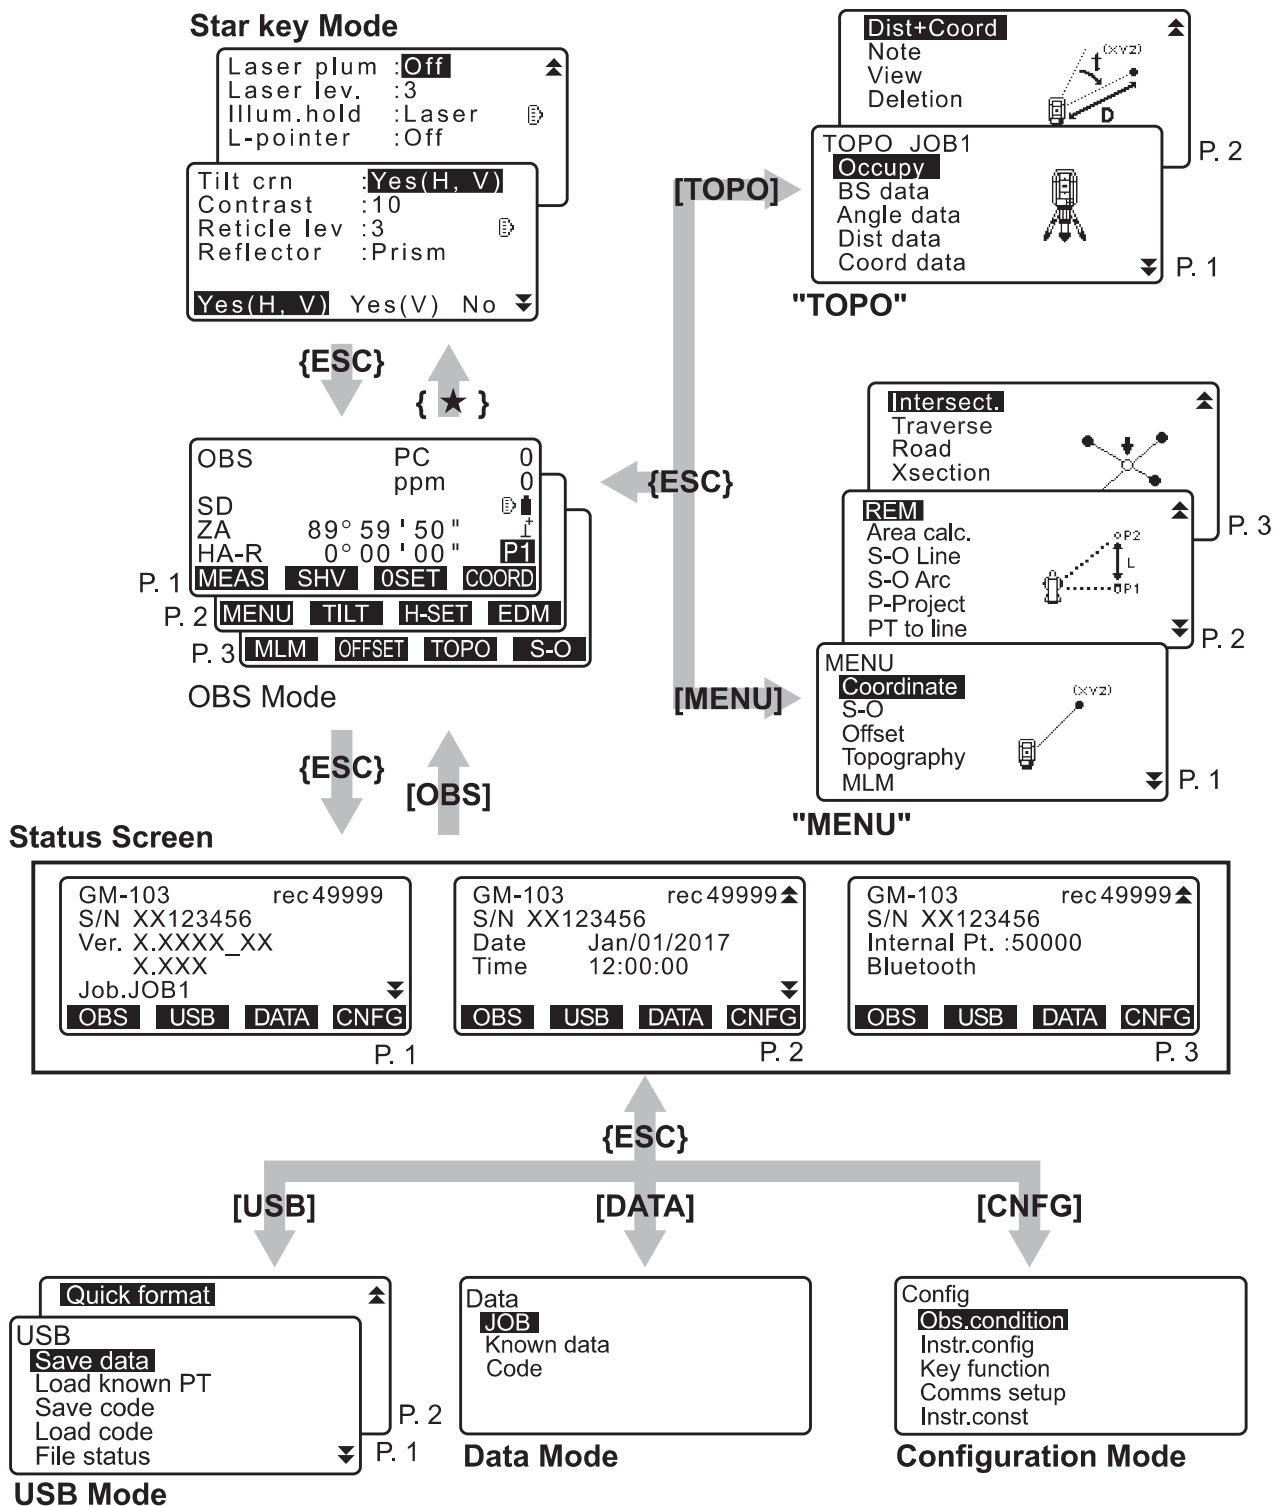 Star key Mode
Laser plum :Off
Laser lev. :3
Illum.hold :Laser
L-pointer :Off
Tilt crn :Yes(H, V)
Contrast :10
Reticle lev :3
Reflector :Prism
Yes(H, V) Yes(V) No
{ESC}
{ ★ }
Dist+Coord
Note
View
Deletion
(XYZ)
t
D
P. 2
TOPO JOB1
Occupy
BS data
Angle data
Dist data
Coord data
P. 1
"TOPO"
[TOPO]
{ESC}
[MENU]
OBS PC 0
ppm 0
SD
ZA 89° 59 ' 50 "
HA-R 0° 00 ' 00 " P1
P. 1 MEAS SHV 0SET COORD
P. 2 MENU TILT H-SET EDM
P. 3 MLM OFFSET TOPO S-O
OBS Mode
Intersect.
Traverse
Road
Xsection
P. 3
REM
Area calc.
S-O Line
S-O Arc
P-Project
PT to line
P2
L
P1
P. 2
MENU
Coordinate
S-O
Offset
Topography
MLM
(XYZ)
P. 1
"MENU"
{ESC}
[OBS]
Status Screen
GM-103 rec 49999
S/N XX123456
Ver. X.XXXX_XX
X.XXX
Job.JOB1
OBS USB DATA CNFG
P. 1
GM-103 rec 49999
S/N XX123456
Date Jan/01/2017
Time 12:00:00
OBS USB DATA CNFG
P. 2
GM-103 rec 49999
S/N XX123456
Internal Pt. :50000
Bluetooth
OBS USB DATA CNFG
P. 3
{ESC}
[USB] [DATA] [CNFG]
Quick format
USB
Save data
Load known PT
Save code
Load code
File status
P. 2
P. 1
USB Mode
Data
JOB
Known data
Code
Data Mode
Config
Obs.condition
Instr.config
Key function
Comms setup
Instr.const
Configuration Mode